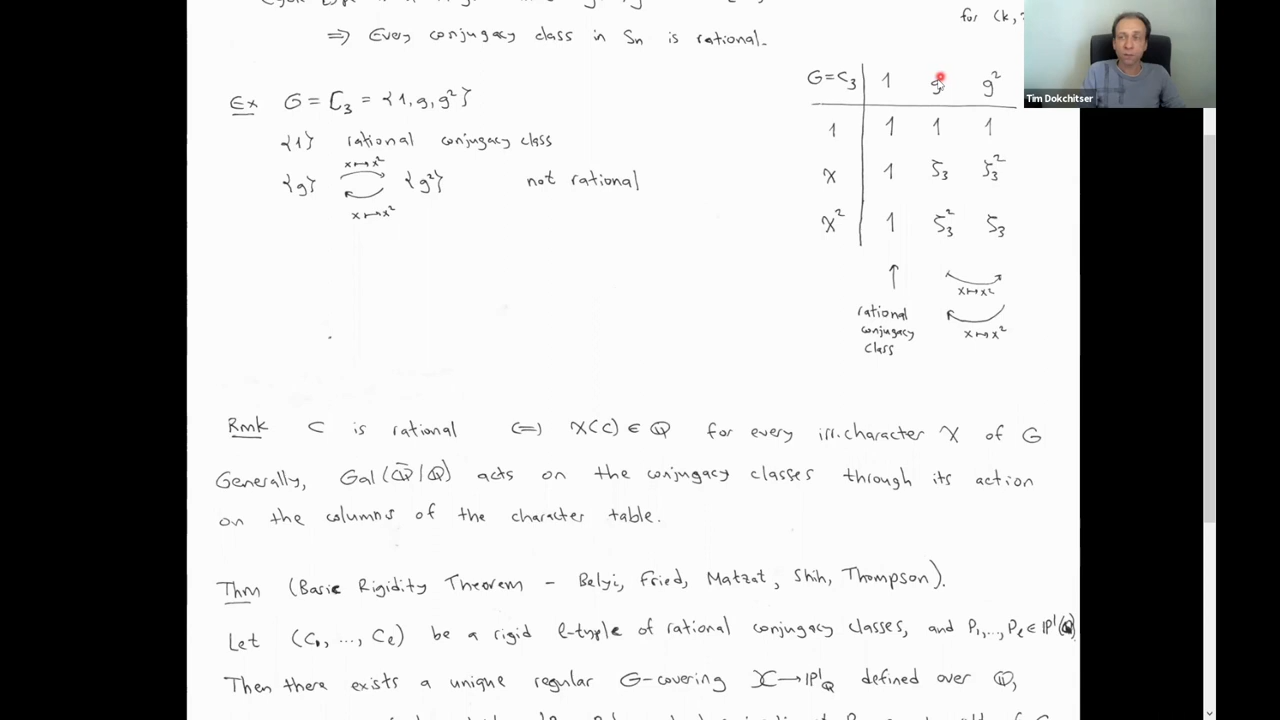 ⇒ Every conjugacy class in Sn is rational.
for (k,
Tim Dokchitser
Ex G = C₃ = {1, g, g²}
{1} rational conjugacy class
x↦x²
{g} {g²} not rational
x↦x²
G=C₃ 1 g g²
1 1 1 1
χ 1 ζ₃ ζ₃²
χ² 1 ζ₃² ζ₃
↑ x↦x²
rational
conjugacy x↦x²
class
Rmk C is rational (=) χ(C) ∈ ℚ for every irr. character χ of G
Generally, Gal(ℚ̄|ℚ) acts on the conjugacy classes through its action
on the columns of the character table.
Thm (Basic Rigidity Theorem – Belyi, Fried, Matzat, Shih, Thompson).
Let (C₁, ..., Cℓ) be a rigid ℓ-tuple of rational conjugacy classes, and P₁,..., Pℓ ∈ ℙ¹(ℚ)
Then there exists a unique regular G-covering X → ℙ¹ℚ defined over ℚ,